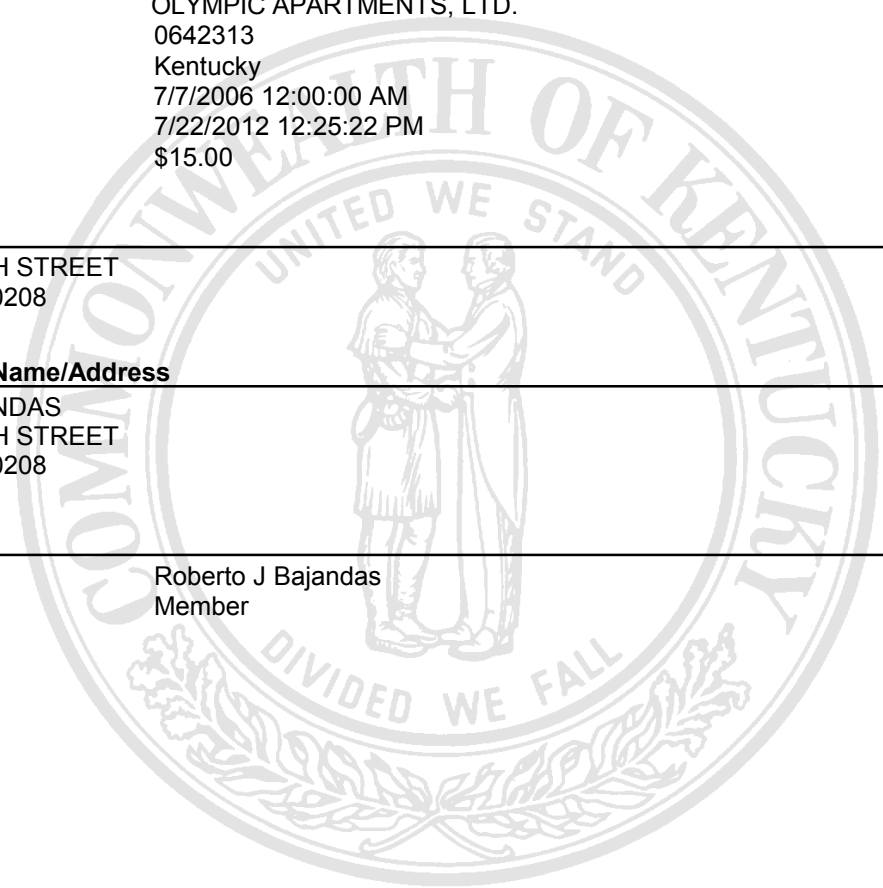 OLYMPIC APARTMENTS, LTD.
0642313
Kentucky
7/7/2006 12:00:00 AM
7/22/2012 12:25:22 PM
$15.00
H STREET
0208
Name/Address
NDAS
H STREET
0208
Roberto J Bajandas
Member
COMMONWEALTH OF KENTUCKY
UNITED WE STAND
DIVIDED WE FALL